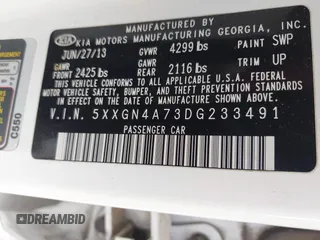 MANUFACTURED BY
KIA KIA MOTORS MANUFACTURING GEORGIA, INC.
JUN/27/13 GVWR 4299 lbs PAINT SWP
GAWR FRONT 2425 lbs GAWR REAR 2116 lbs TRIM UP
THIS VEHICLE CONFORMS TO ALL APPLICABLE FEDERAL
MOTOR VEHICLE SAFETY, BUMPER, AND THEFT PREVENTION STANDARDS
IN EFFECT ON THE DATE OF MANUFACTURE SHOWN ABOVE.
V.I.N. 5XXGN4A73DG233491
PASSENGER CAR
C550
DREAMBID